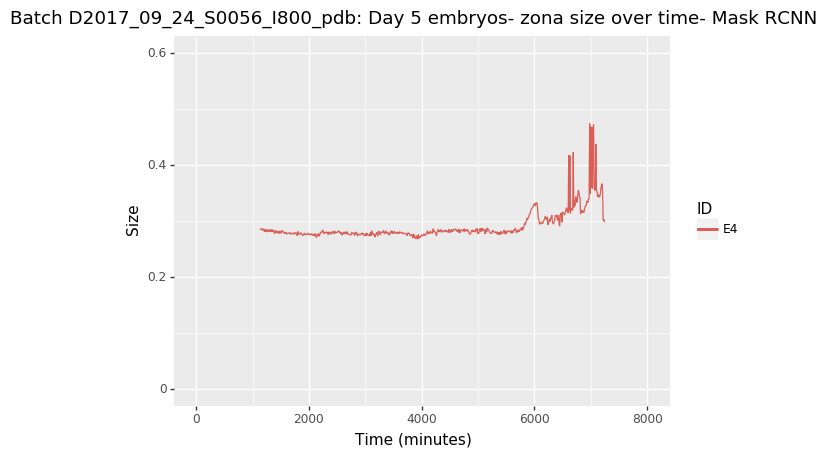 Batch D2017_09_24_S0056_I800_pdb: Day 5 embryos- zona size over time- Mask RCNN
0.6
0.4
0.2
0
Size
0 2000 4000 6000 8000
Time (minutes)
ID
E4